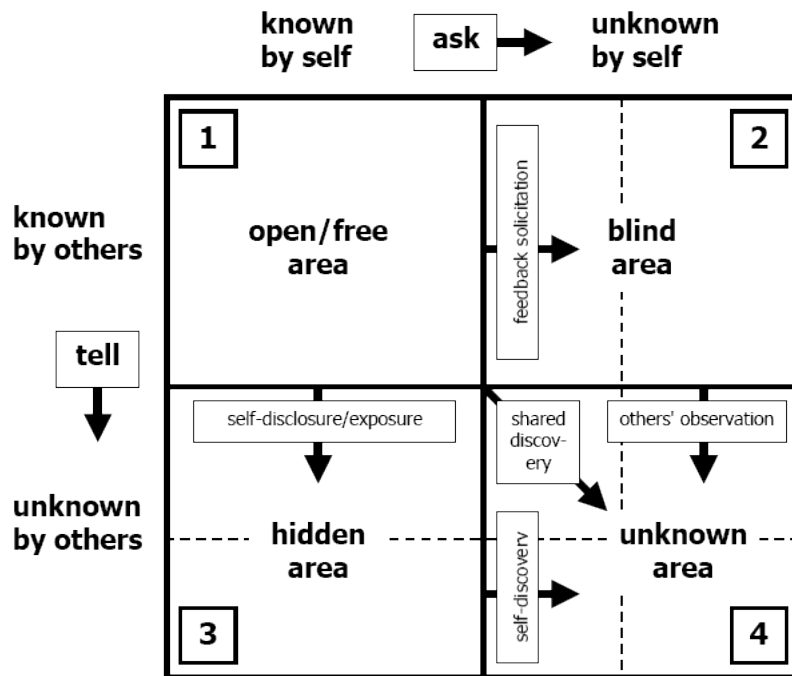 known
by self
ask
unknown
by self
1
2
known
by others
open/free
area
feedback solicitation
blind
area
tell
self-disclosure/exposure
shared
discov-
ery
others' observation
unknown
by others
hidden
area
self-discovery
unknown
area
3
4